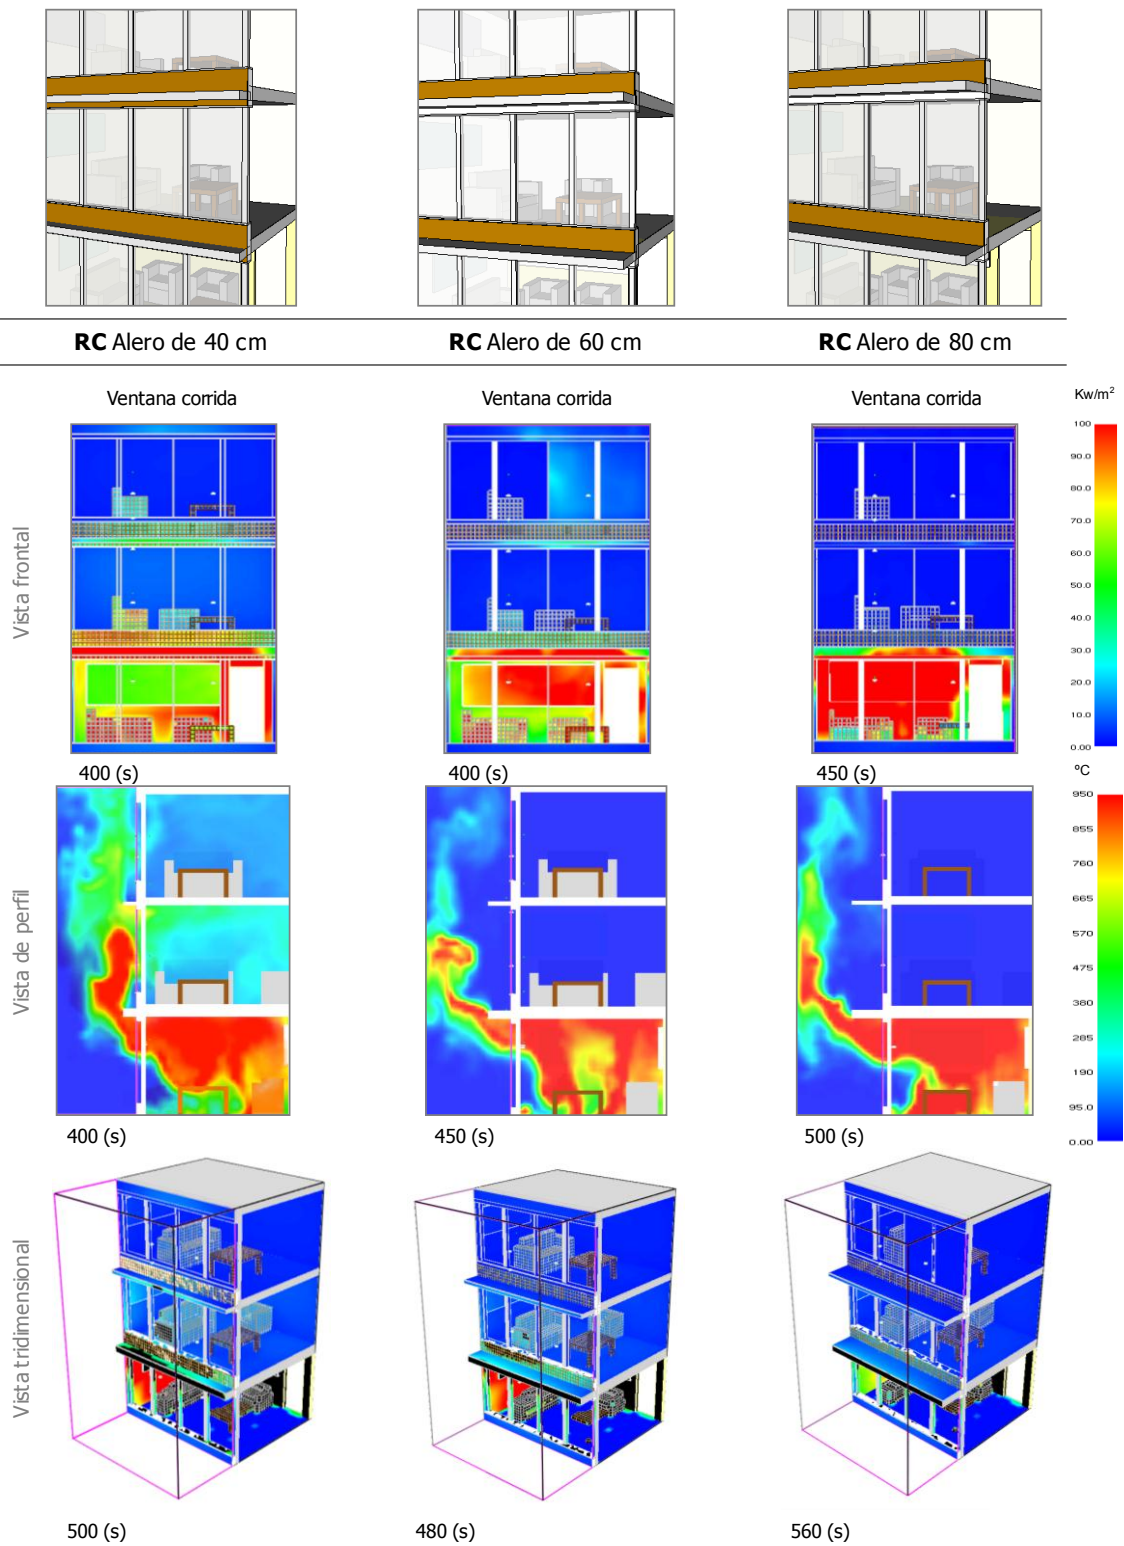 RC Alero de 40 cm
RC Alero de 60 cm
RC Alero de 80 cm
Ventana corrida
Ventana corrida
Ventana corrida
Kw/m²
100
90.0
80.0
70.0
60.0
50.0
40.0
30.0
20.0
10.0
0.00
Vista frontal
400 (s)
400 (s)
450 (s)
ºC
950
855
760
665
570
475
380
285
190
95.0
0.00
Vista de perfil
400 (s)
450 (s)
500 (s)
Vista tridimensional
500 (s)
480 (s)
560 (s)